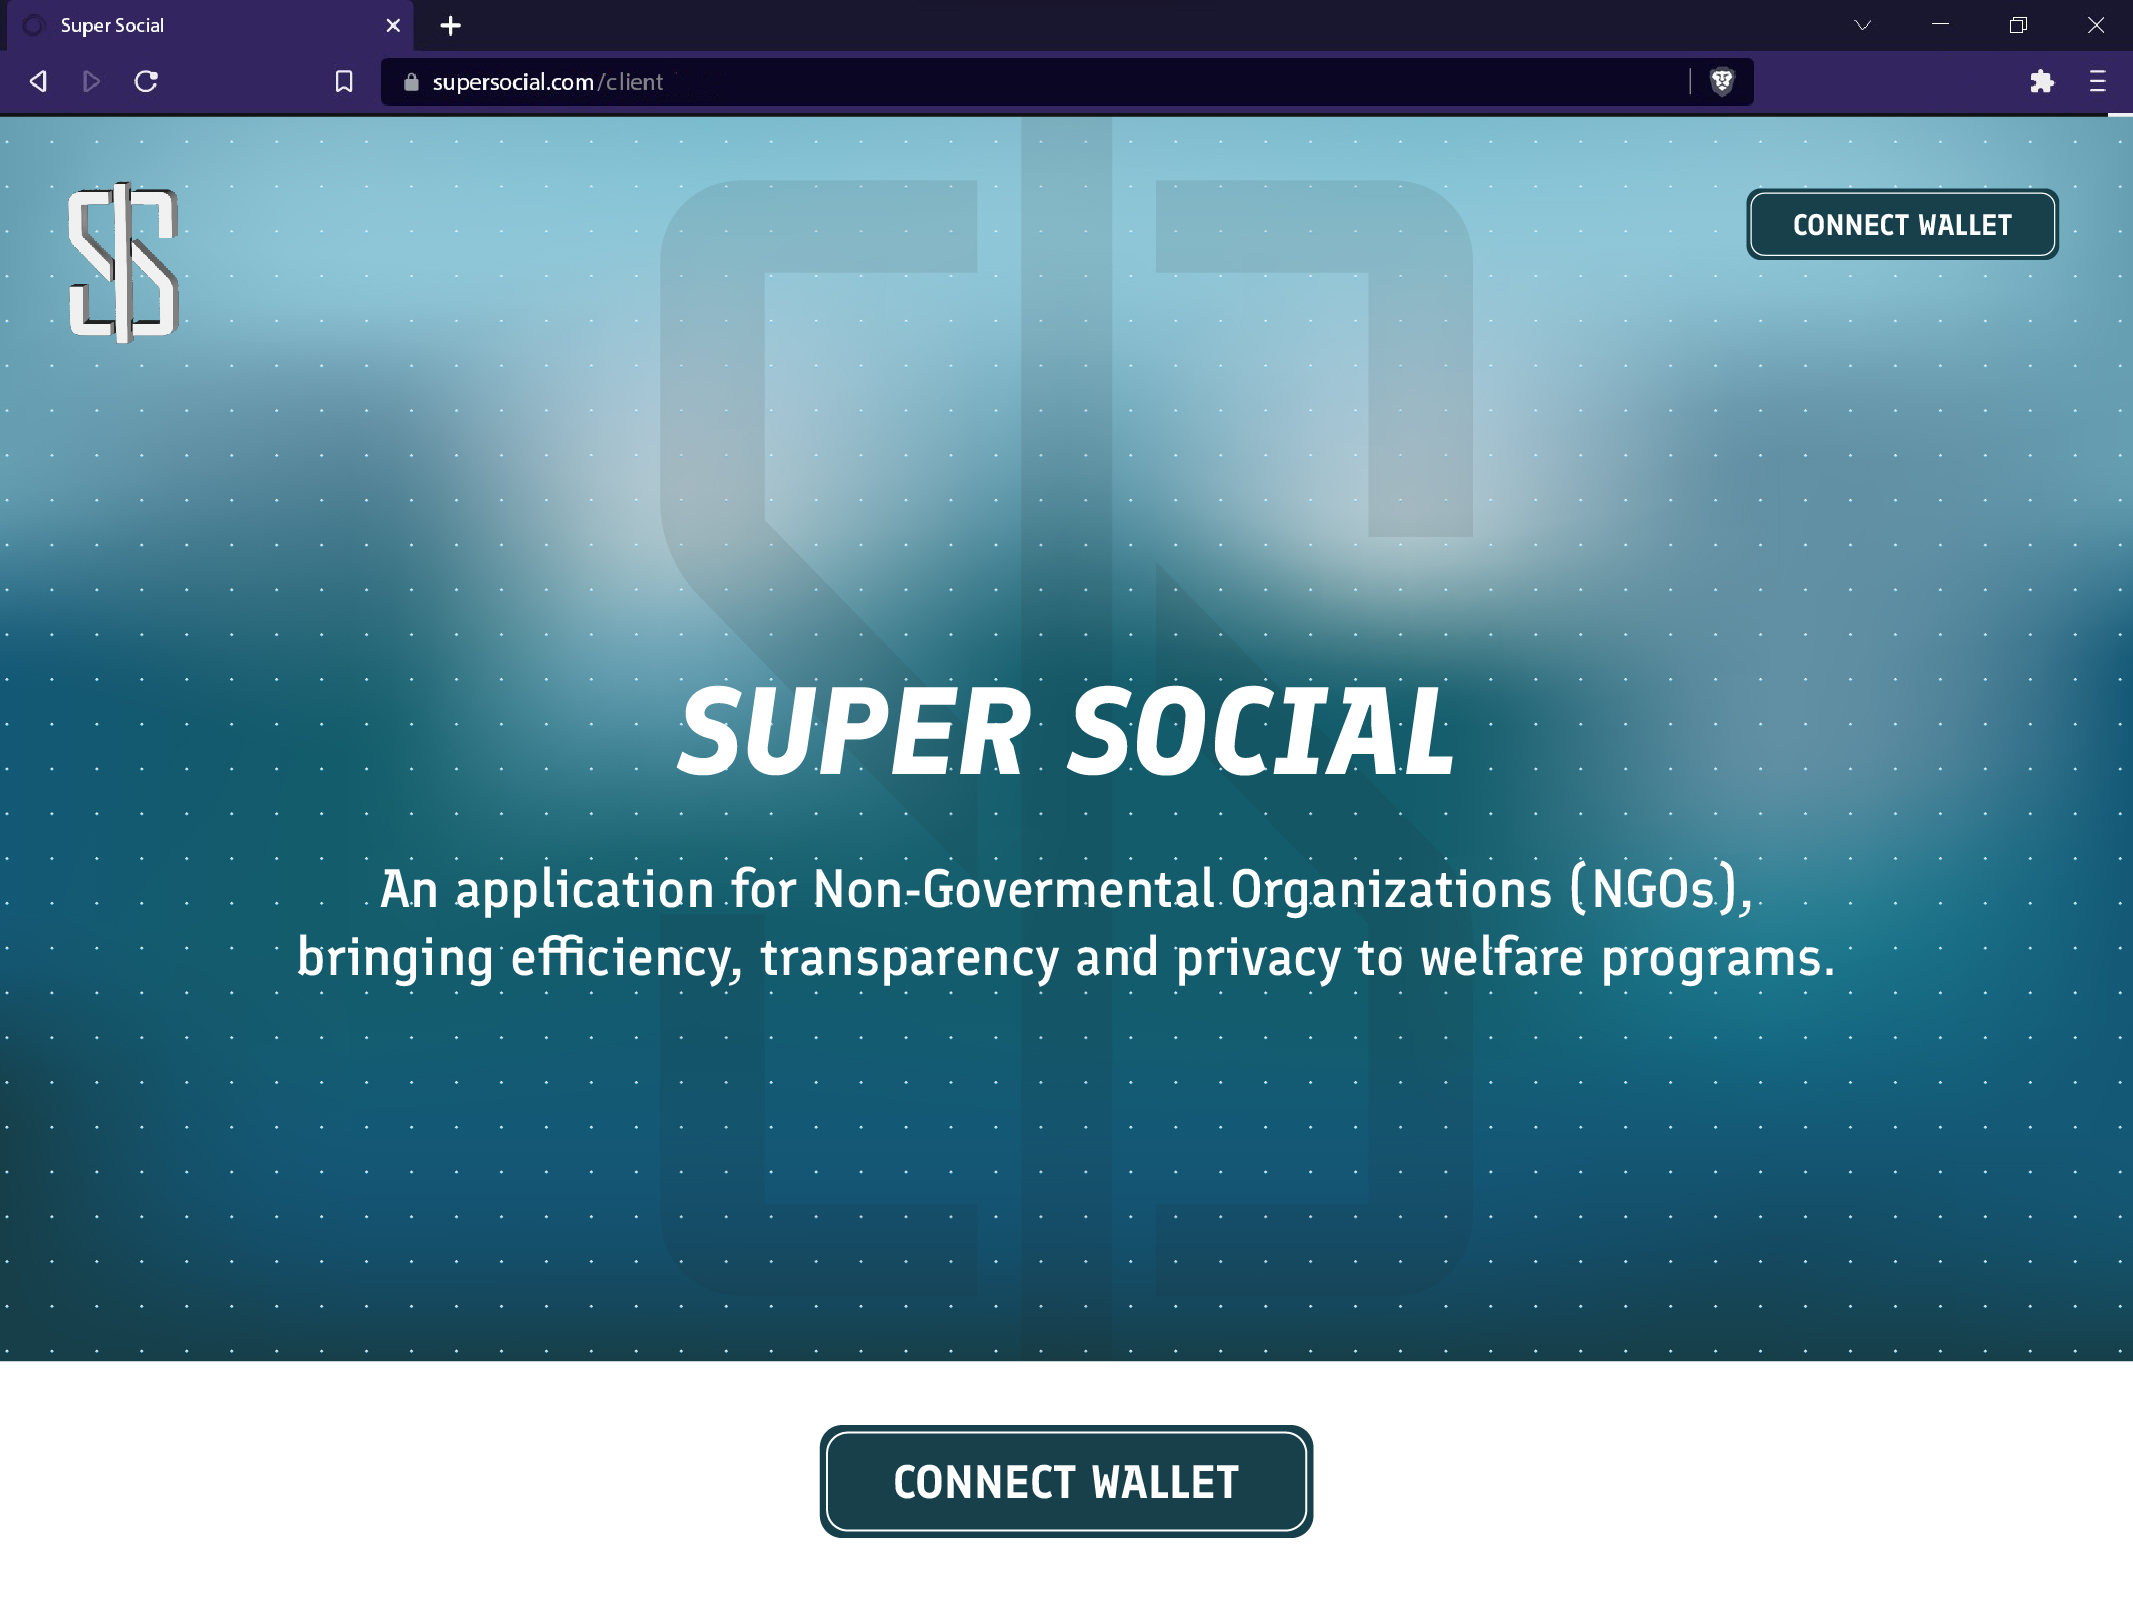 Super Social
supersocial.com/client
CONNECT WALLET
SUPER SOCIAL
An application for Non-Govermental Organizations (NGOs),
bringing efficiency, transparency and privacy to welfare programs.
CONNECT WALLET